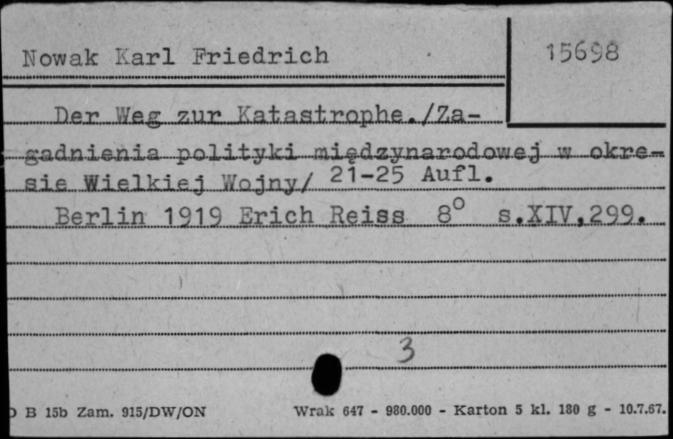 Nowak Karl Friedrich
15698
Der Weg zur Katastrophe./Za-
gadnienia polityki międzynarodowej w okre-
sie Wielkiej Wojny/ 21-25 Aufl.
Berlin 1919 Erich Reiss 8° s.XIV,299.
3
B 15b Zam. 915/DW/ON
Wrak 647 - 980.000 - Karton 5 kl. 180 g - 10.7.67.